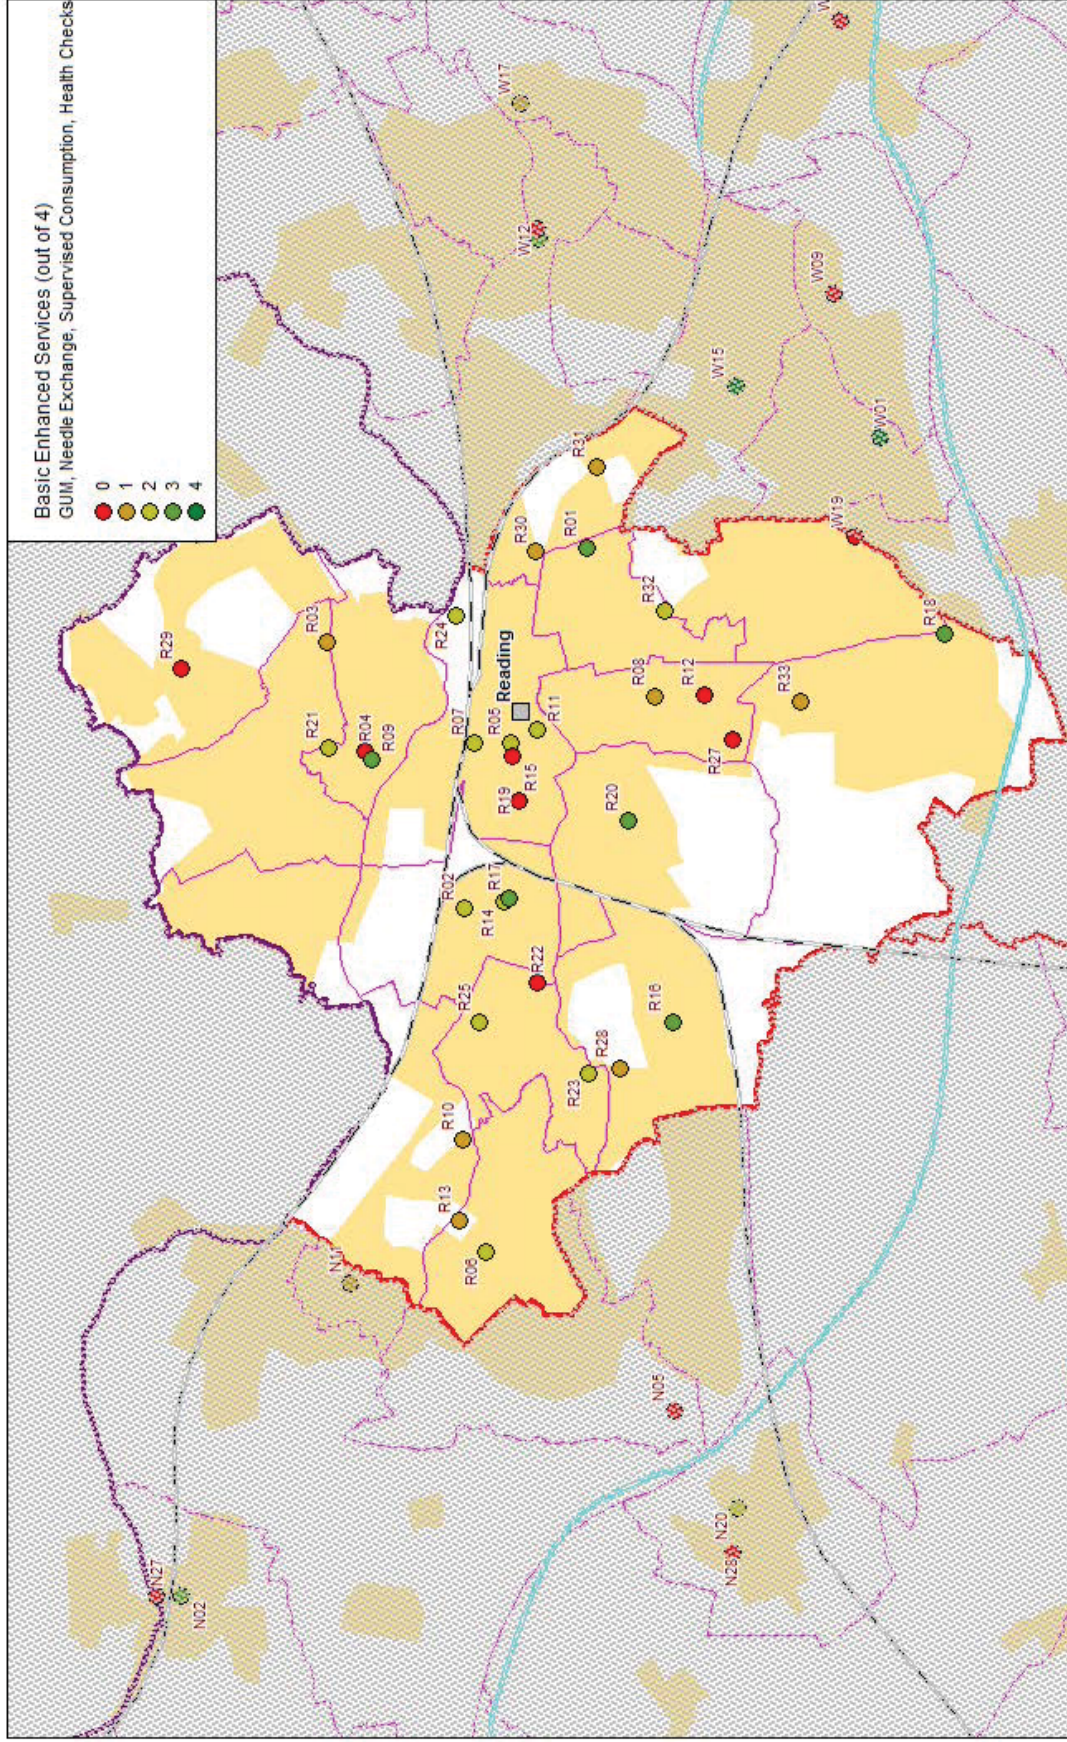 Basic Enhanced Services (out of 4)
GUM, Needle Exchange, Supervised Consumption, Health Checks
0
1
2
3
4
N27
N02
N11
N05
N28
N20
R29
R03
R21
R04
R09
R24
R07
R05
Reading
R11
R15
R19
R30
R01
R31
R32
R08
R12
R27
R33
R18
R20
R02
R17
R14
R22
R25
R16
R28
R23
R10
R13
R06
W17
W12
W09
W15
W01
W19